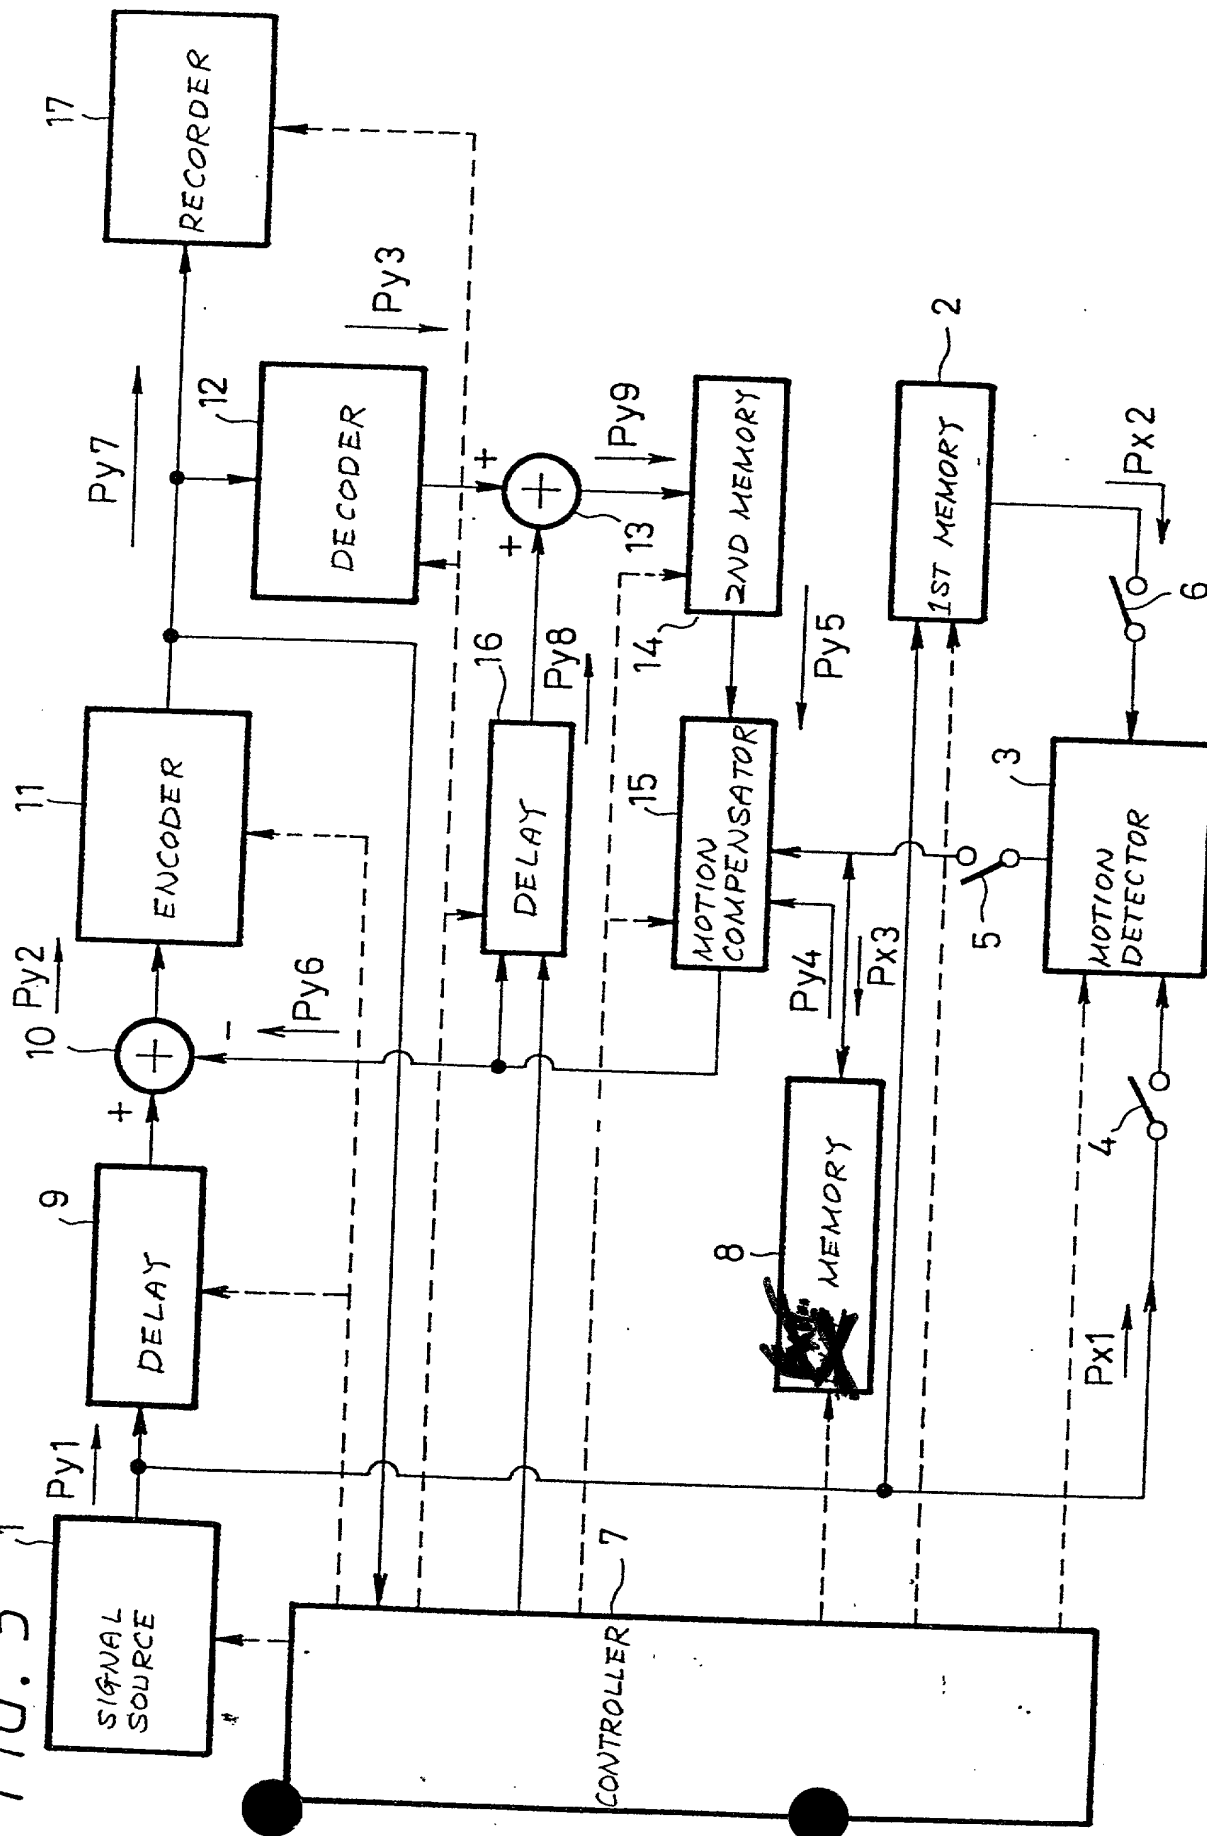 FIG. 3
1
SIGNAL
SOURCE
Py1
9
DELAY
+
10
Py2
-
Py6
11
ENCODER
Py7
17
RECORDER
12
DECODER
Py3
+
+
13
Py9
16
DELAY
Py8
14
2ND MEMORY
15
MOTION
COMPENSATOR
Py5
Py4
Px3
8
MEMORY
2
1ST MEMORY
Px2
6
5
3
MOTION
DETECTOR
4
Px1
7
CONTROLLER